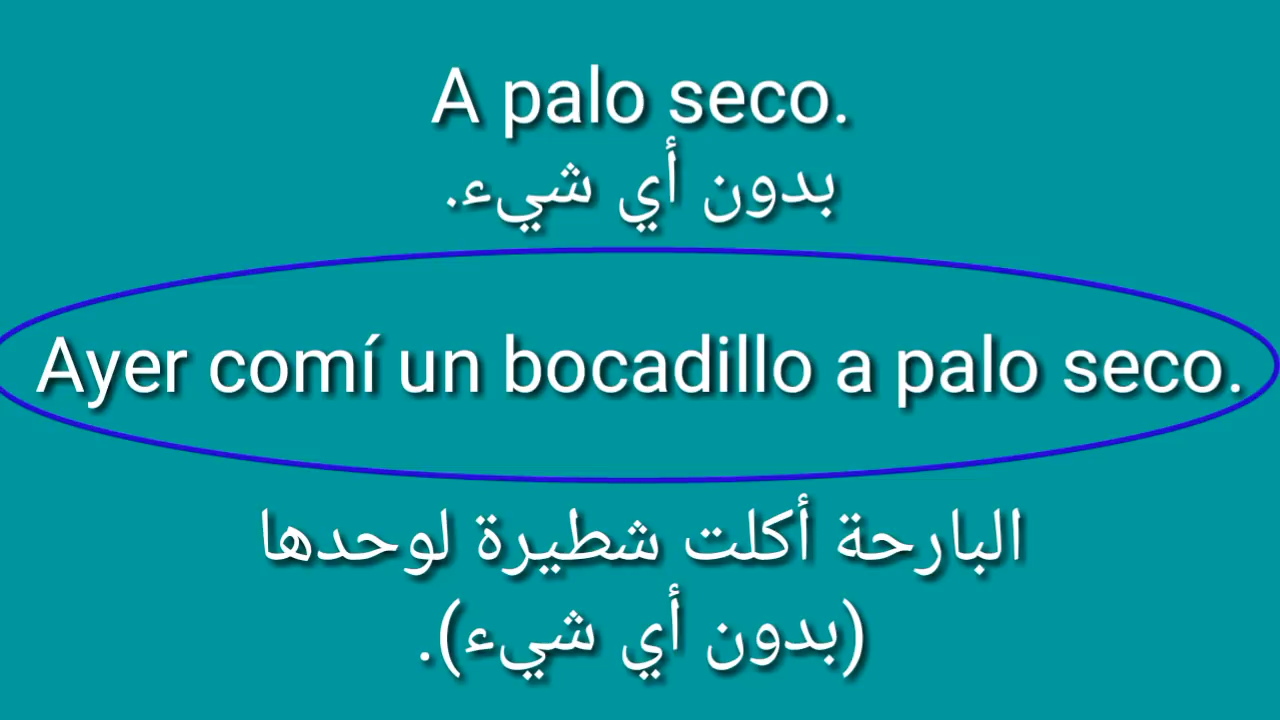 A palo seco.
بدون أي شيء.
Ayer comí un bocadillo a palo seco.
البارحة أكلت شطيرة لوحدها
(بدون أي شيء).